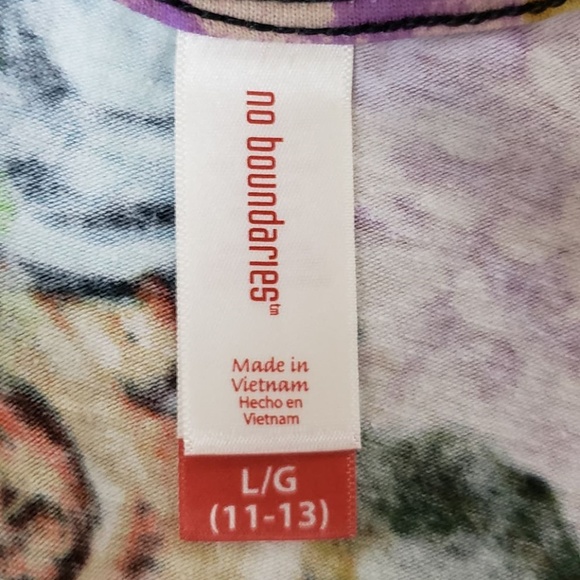 no boundaries™
Made in
Vietnam
Hecho en
Vietnam
L/G
(11-13)